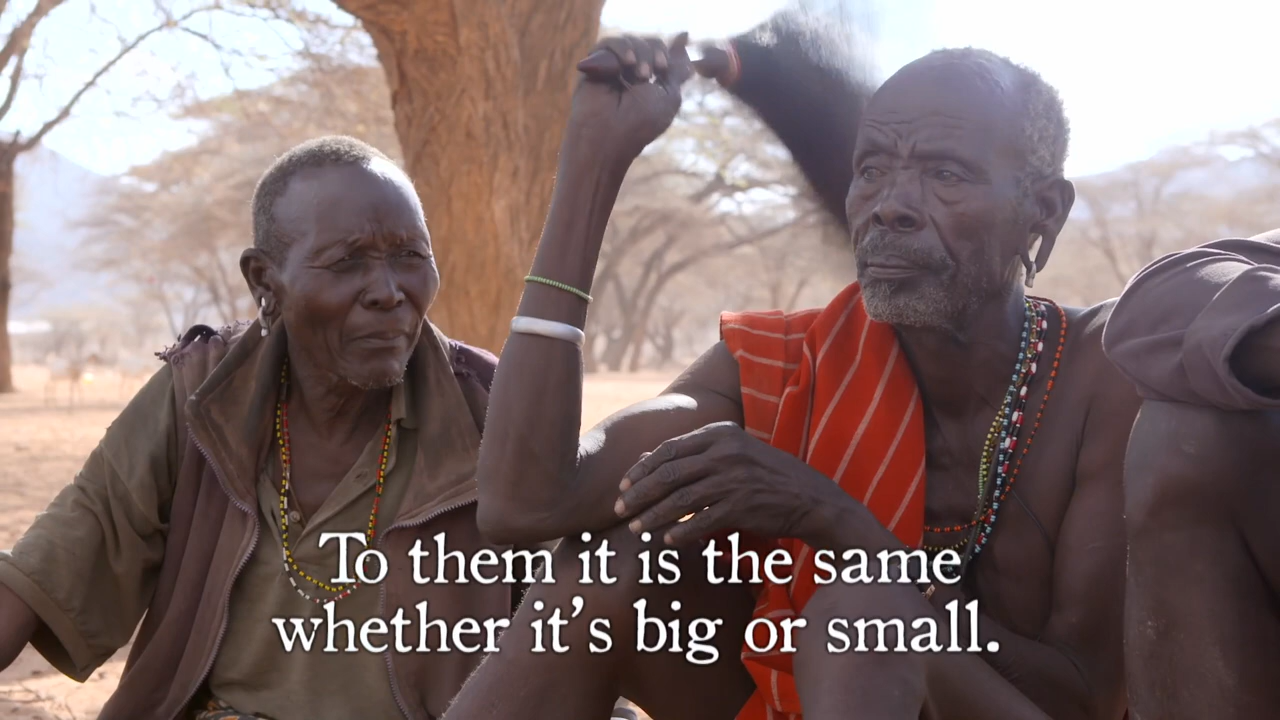 To them it is the same
whether it's big or small.